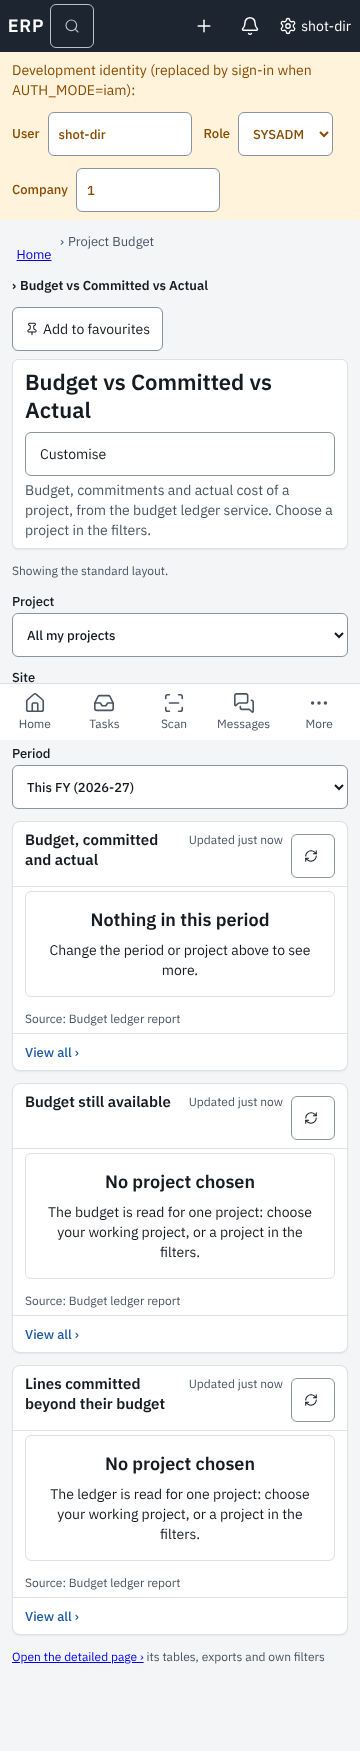 ERP
shot-dir
Development identity (replaced by sign-in when
AUTH_MODE=iam):
User shot-dir Role SYSADM
Company 1
Home › Project Budget
› Budget vs Committed vs Actual
Add to favourites
Budget vs Committed vs
Actual
Customise
Budget, commitments and actual cost of a
project, from the budget ledger service. Choose a
project in the filters.
Showing the standard layout.
Project
All my projects
Site
Home Tasks Scan Messages More
Period
This FY (2026-27)
Budget, committed
and actual
Updated just now
Nothing in this period
Change the period or project above to see
more.
Source: Budget ledger report
View all ›
Budget still available
Updated just now
No project chosen
The budget is read for one project: choose
your working project, or a project in the
filters.
Source: Budget ledger report
View all ›
Lines committed
beyond their budget
Updated just now
No project chosen
The ledger is read for one project: choose
your working project, or a project in the
filters.
Source: Budget ledger report
View all ›
Open the detailed page › its tables, exports and own filters